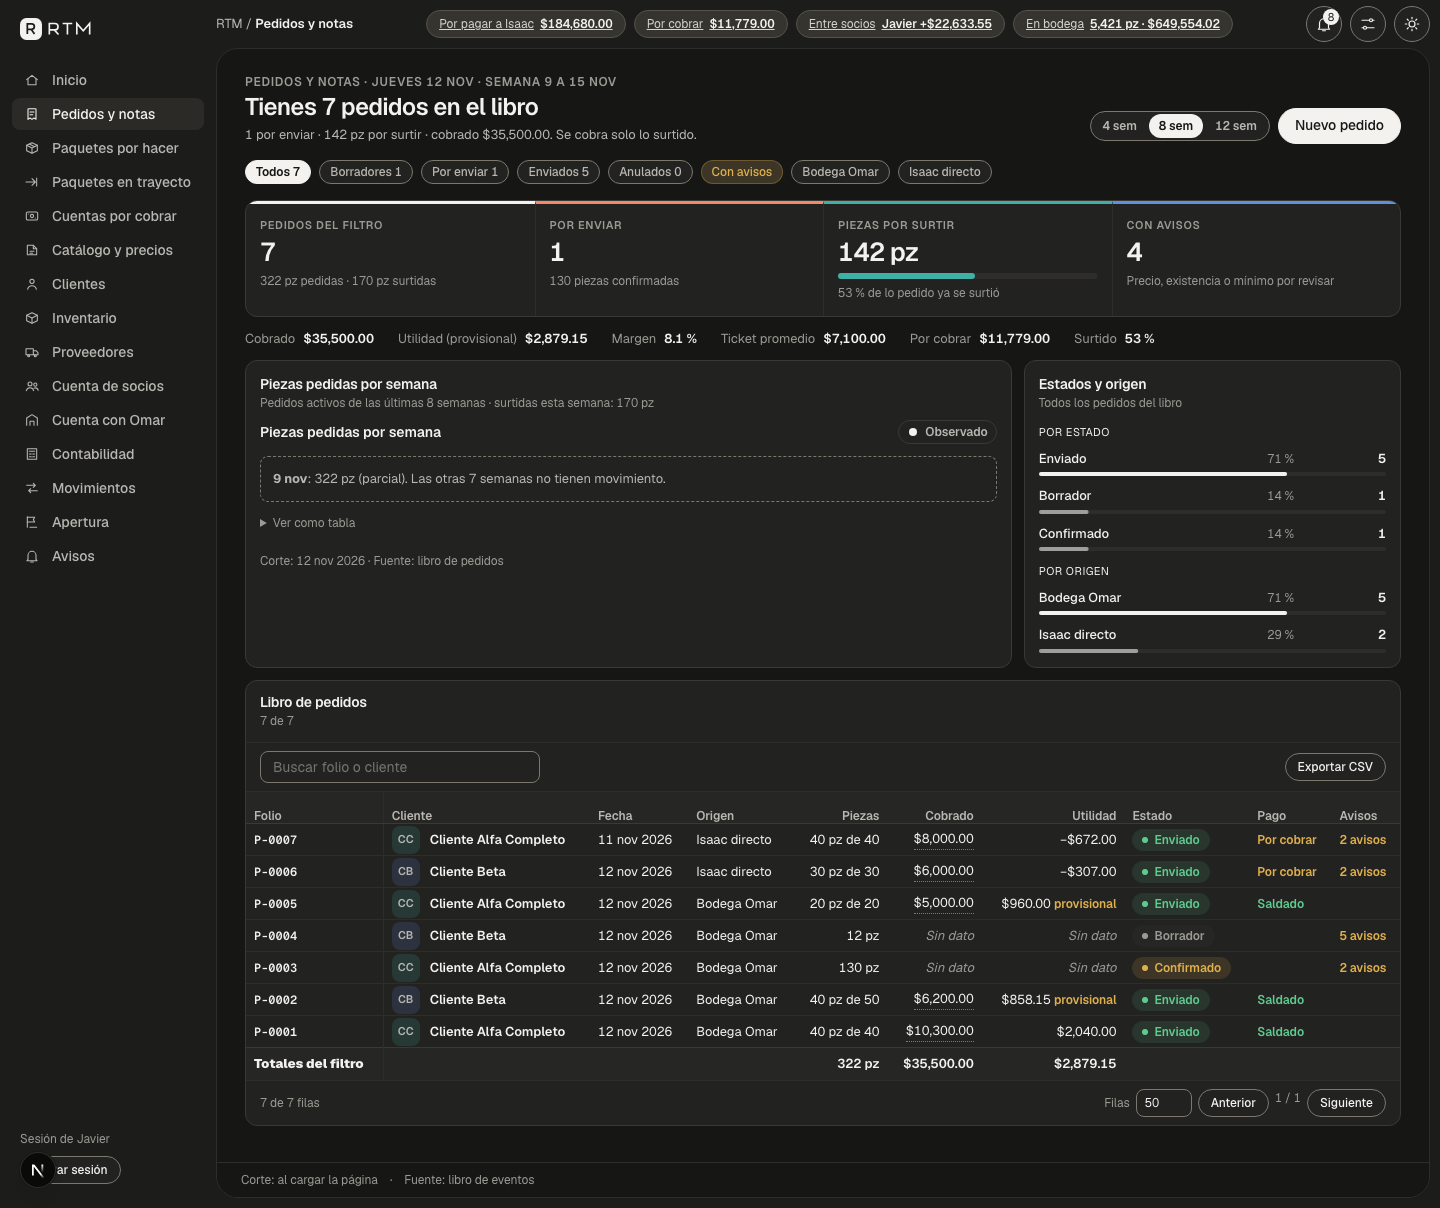 R RTM
RTM / Pedidos y notas
Por pagar a Isaac $184,680.00
Por cobrar $11,779.00
Entre socios Javier +$22,633.55
En bodega 5,421 pz · $649,554.02
8
Inicio
Pedidos y notas
Paquetes por hacer
Paquetes en trayecto
Cuentas por cobrar
Catálogo y precios
Clientes
Inventario
Proveedores
Cuenta de socios
Cuenta con Omar
Contabilidad
Movimientos
Apertura
Avisos
Sesión de Javier
N ar sesión
PEDIDOS Y NOTAS · JUEVES 12 NOV · SEMANA 9 A 15 NOV
Tienes 7 pedidos en el libro
1 por enviar · 142 pz por surtir · cobrado $35,500.00. Se cobra solo lo surtido.
4 sem 8 sem 12 sem
Nuevo pedido
Todos 7 Borradores 1 Por enviar 1 Enviados 5 Anulados 0 Con avisos Bodega Omar Isaac directo
PEDIDOS DEL FILTRO
7
322 pz pedidas · 170 pz surtidas
POR ENVIAR
1
130 piezas confirmadas
PIEZAS POR SURTIR
142 pz
53 % de lo pedido ya se surtió
CON AVISOS
4
Precio, existencia o mínimo por revisar
Cobrado $35,500.00 Utilidad (provisional) $2,879.15 Margen 8.1 % Ticket promedio $7,100.00 Por cobrar $11,779.00 Surtido 53 %
Piezas pedidas por semana
Pedidos activos de las últimas 8 semanas · surtidas esta semana: 170 pz
Piezas pedidas por semana
Observado
9 nov: 322 pz (parcial). Las otras 7 semanas no tienen movimiento.
Ver como tabla
Corte: 12 nov 2026 · Fuente: libro de pedidos
Estados y origen
Todos los pedidos del libro
POR ESTADO
Enviado 71 % 5
Borrador 14 % 1
Confirmado 14 % 1
POR ORIGEN
Bodega Omar 71 % 5
Isaac directo 29 % 2
Libro de pedidos
7 de 7
Buscar folio o cliente
Exportar CSV
Folio Cliente Fecha Origen Piezas Cobrado Utilidad Estado Pago Avisos
P-0007 CC Cliente Alfa Completo 11 nov 2026 Isaac directo 40 pz de 40 $8,000.00 −$672.00 Enviado Por cobrar 2 avisos
P-0006 CB Cliente Beta 12 nov 2026 Isaac directo 30 pz de 30 $6,000.00 −$307.00 Enviado Por cobrar 2 avisos
P-0005 CC Cliente Alfa Completo 12 nov 2026 Bodega Omar 20 pz de 20 $5,000.00 $960.00 provisional Enviado Saldado
P-0004 CB Cliente Beta 12 nov 2026 Bodega Omar 12 pz Sin dato Sin dato Borrador 5 avisos
P-0003 CC Cliente Alfa Completo 12 nov 2026 Bodega Omar 130 pz Sin dato Sin dato Confirmado 2 avisos
P-0002 CB Cliente Beta 12 nov 2026 Bodega Omar 40 pz de 50 $6,200.00 $858.15 provisional Enviado Saldado
P-0001 CC Cliente Alfa Completo 12 nov 2026 Bodega Omar 40 pz de 40 $10,300.00 $2,040.00 Enviado Saldado
Totales del filtro 322 pz $35,500.00 $2,879.15
7 de 7 filas
Filas 50 Anterior 1 / 1 Siguiente
Corte: al cargar la página · Fuente: libro de eventos